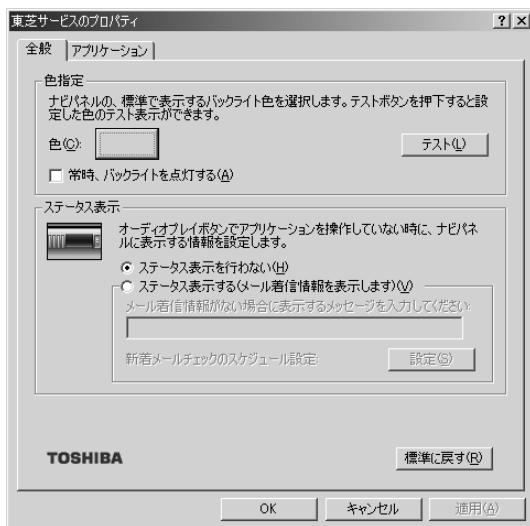 東芝サービスのプロパティ
全般
アプリケーション
色指定
ナビパネルの、標準で表示するバックライト色を選択します。テストボタンを押下すると設
定した色のテスト表示ができます。
色(C):
テスト(L)
常時、バックライトを点灯する(A)
ステータス表示
オーディオプレイボタンでアプリケーションを操作していない時に、ナビパネ
ルに表示する情報を設定します。
ステータス表示を行わない(H)
ステータス表示する(メール着信情報を表示します)(V)
メール着信情報がない場合に表示するメッセージを入力してください:
新着メールチェックのスケジュール設定:
設定(S)
TOSHIBA
標準に戻す(R)
OK
キャンセル
適用(A)